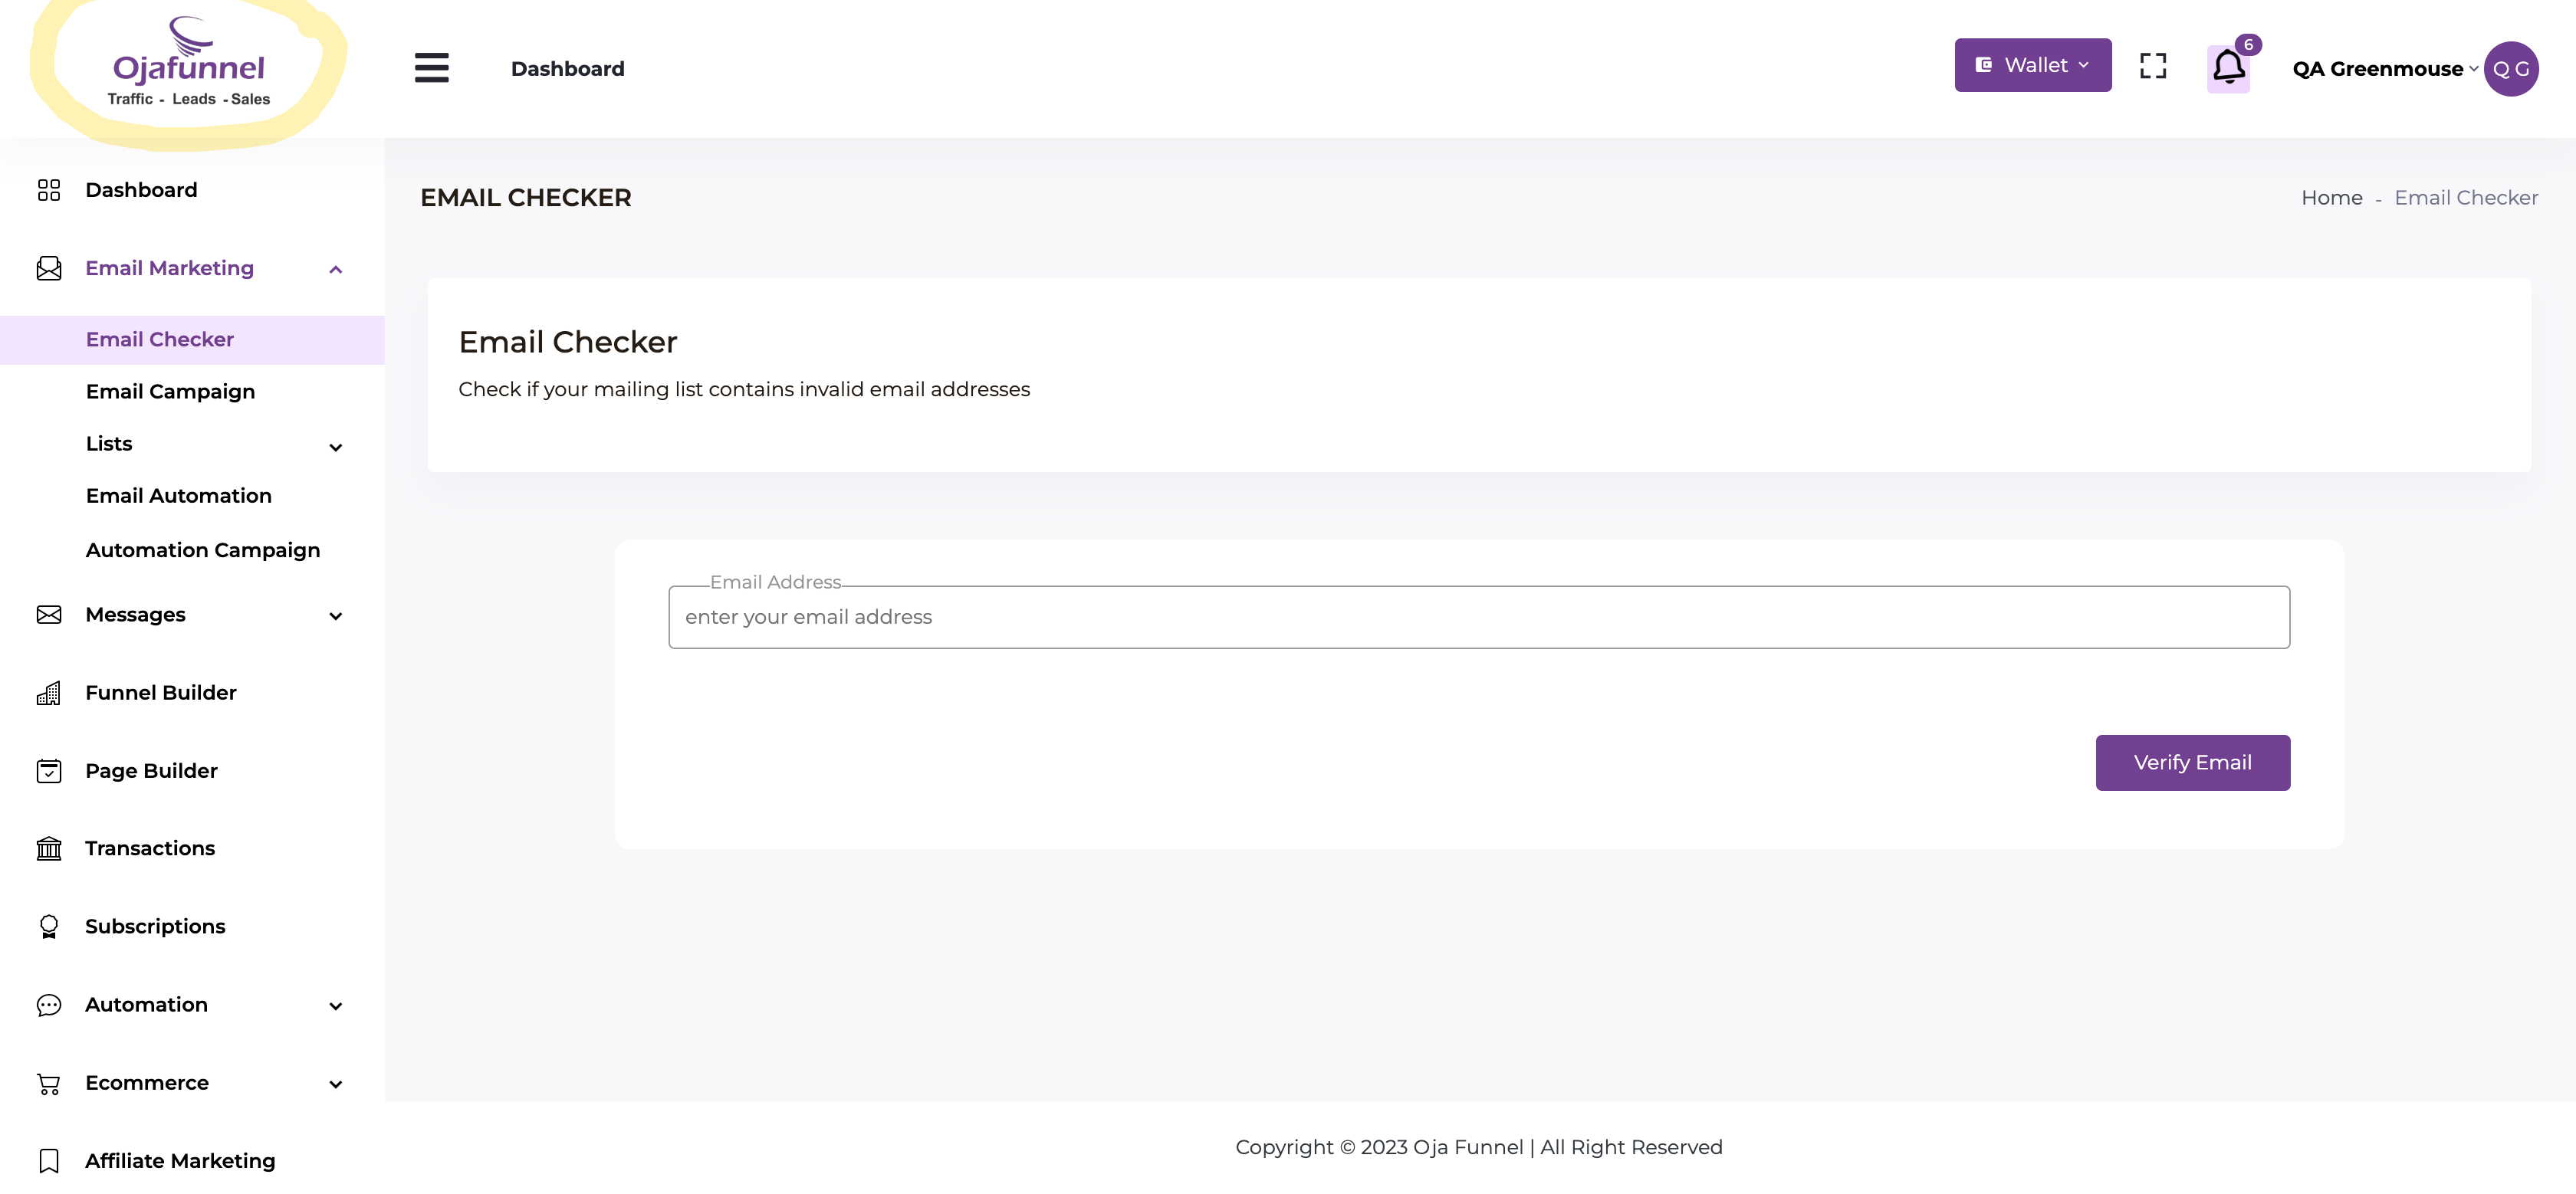 Ojafunnel
Traffic - Leads - Sales
Dashboard
Wallet
6
QA Greenmouse
Q G
Dashboard
Email Marketing
Email Checker
Email Campaign
Lists
Email Automation
Automation Campaign
Messages
Funnel Builder
Page Builder
Transactions
Subscriptions
Automation
Ecommerce
Affiliate Marketing
EMAIL CHECKER
Home - Email Checker
Email Checker
Check if your mailing list contains invalid email addresses
Email Address
enter your email address
Verify Email
Copyright © 2023 Oja Funnel | All Right Reserved